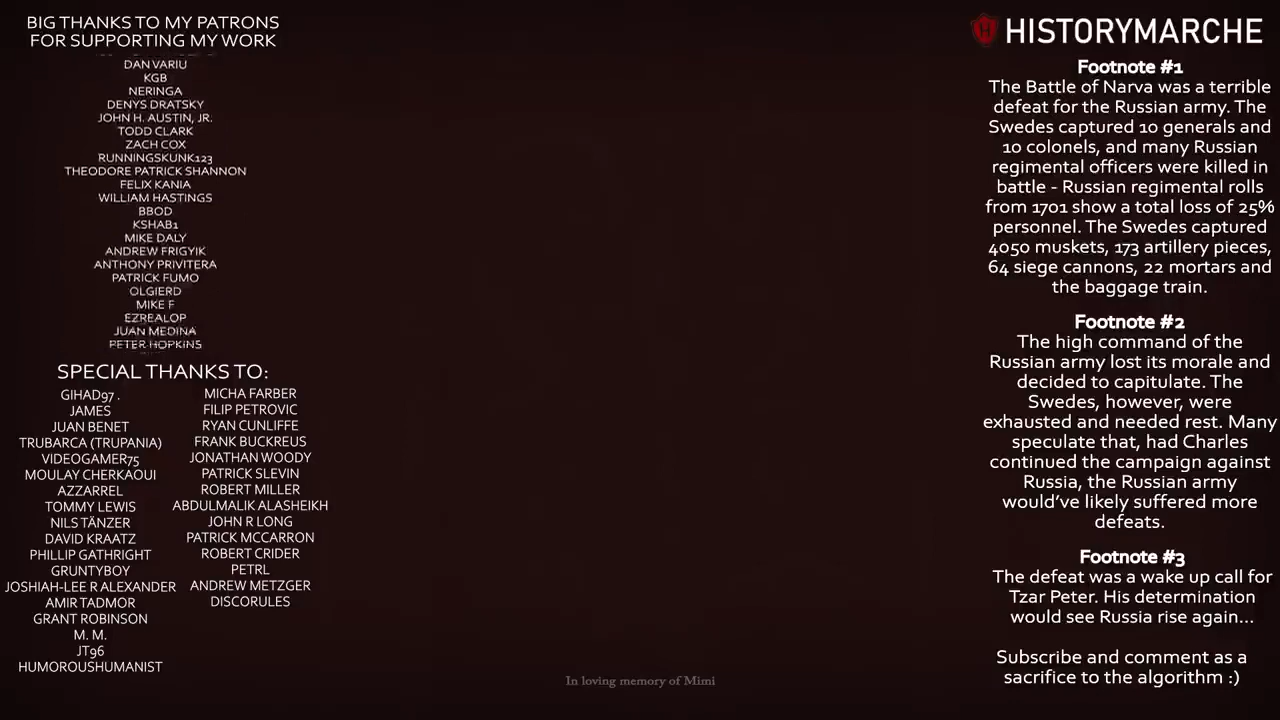 BIG THANKS TO MY PATRONS
FOR SUPPORTING MY WORK
DAN VARIU
KGB
NERINGA
DENYS DRATSKY
JOHN H. AUSTIN, JR.
TODD CLARK
ZACH COX
RUNNINGSKUNK123
THEODORE PATRICK SHANNON
FELIX KANIA
WILLIAM HASTINGS
BBOD
KSHAB1
MIKE DALY
ANDREW FRIGYIK
ANTHONY PRIVITERA
PATRICK FUMO
OLGIERD
MIKE F
EZREALOP
JUAN MEDINA
PETER HOPKINS
SPECIAL THANKS TO:
GIHAD97 .
JAMES
JUAN BENET
TRUBARCA (TRUPANIA)
VIDEOGAMER75
MOULAY CHERKAOUI
AZZARREL
TOMMY LEWIS
NILS TÄNZER
DAVID KRAATZ
PHILLIP GATHRIGHT
GRUNTYBOY
JOSHIAH-LEE R ALEXANDER
AMIR TADMOR
GRANT ROBINSON
M. M.
JT96
HUMOROUSHUMANIST
MICHA FARBER
FILIP PETROVIC
RYAN CUNLIFFE
FRANK BUCKREUS
JONATHAN WOODY
PATRICK SLEVIN
ROBERT MILLER
ABDULMALIK ALASHEIKH
JOHN R LONG
PATRICK MCCARRON
ROBERT CRIDER
PETRL
ANDREW METZGER
DISCORULES
In loving memory of Mimi
H HISTORYMARCHE
Footnote #1
The Battle of Narva was a terrible
defeat for the Russian army. The
Swedes captured 10 generals and
10 colonels, and many Russian
regimental officers were killed in
battle - Russian regimental rolls
from 1701 show a total loss of 25%
personnel. The Swedes captured
4050 muskets, 173 artillery pieces,
64 siege cannons, 22 mortars and
the baggage train.
Footnote #2
The high command of the
Russian army lost its morale and
decided to capitulate. The
Swedes, however, were
exhausted and needed rest. Many
speculate that, had Charles
continued the campaign against
Russia, the Russian army
would've likely suffered more
defeats.
Footnote #3
The defeat was a wake up call for
Tzar Peter. His determination
would see Russia rise again...
Subscribe and comment as a
sacrifice to the algorithm :)